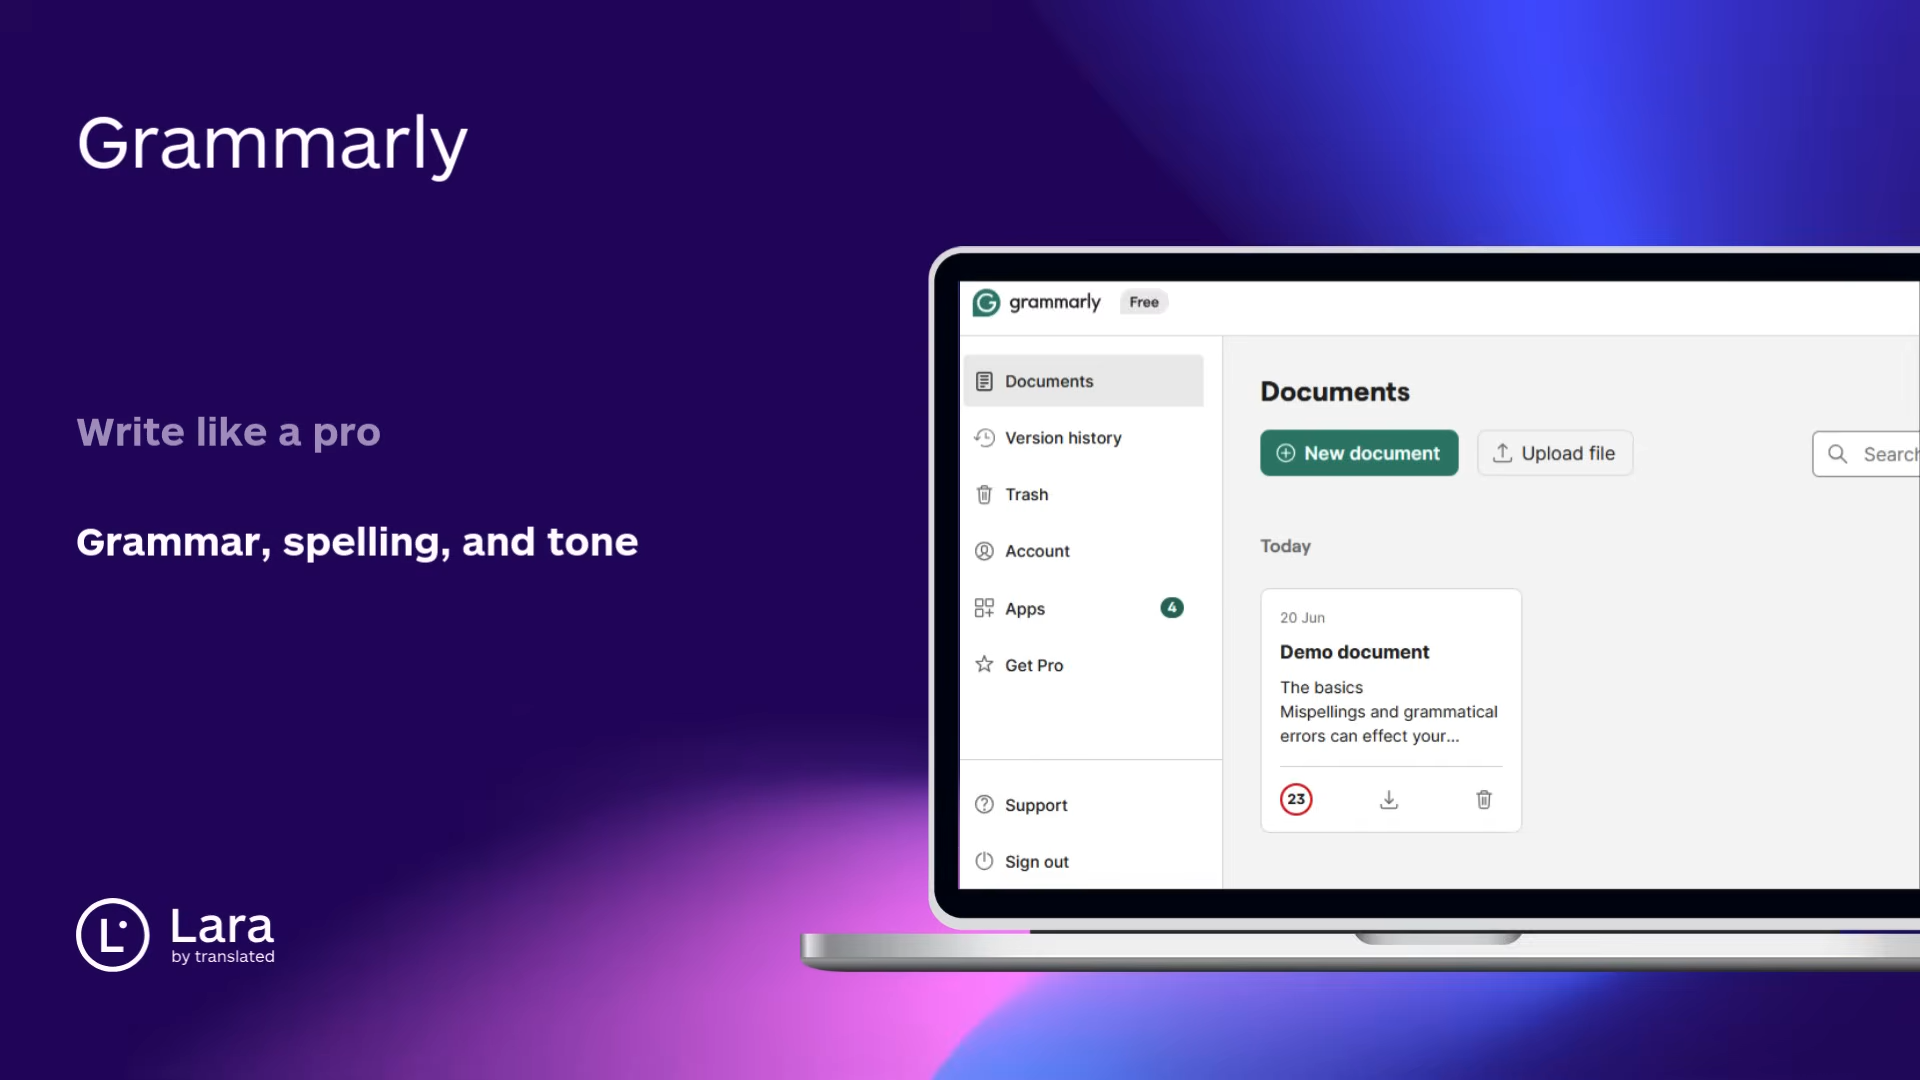 Grammarly
Write like a pro
Grammar, spelling, and tone
Lara
by translated
grammarly Free
Documents
Version history
Trash
Account
Apps 4
Get Pro
Support
Sign out
Documents
New document Upload file Search
Today
20 Jun
Demo document
The basics
Mispellings and grammatical
errors can effect your...
23